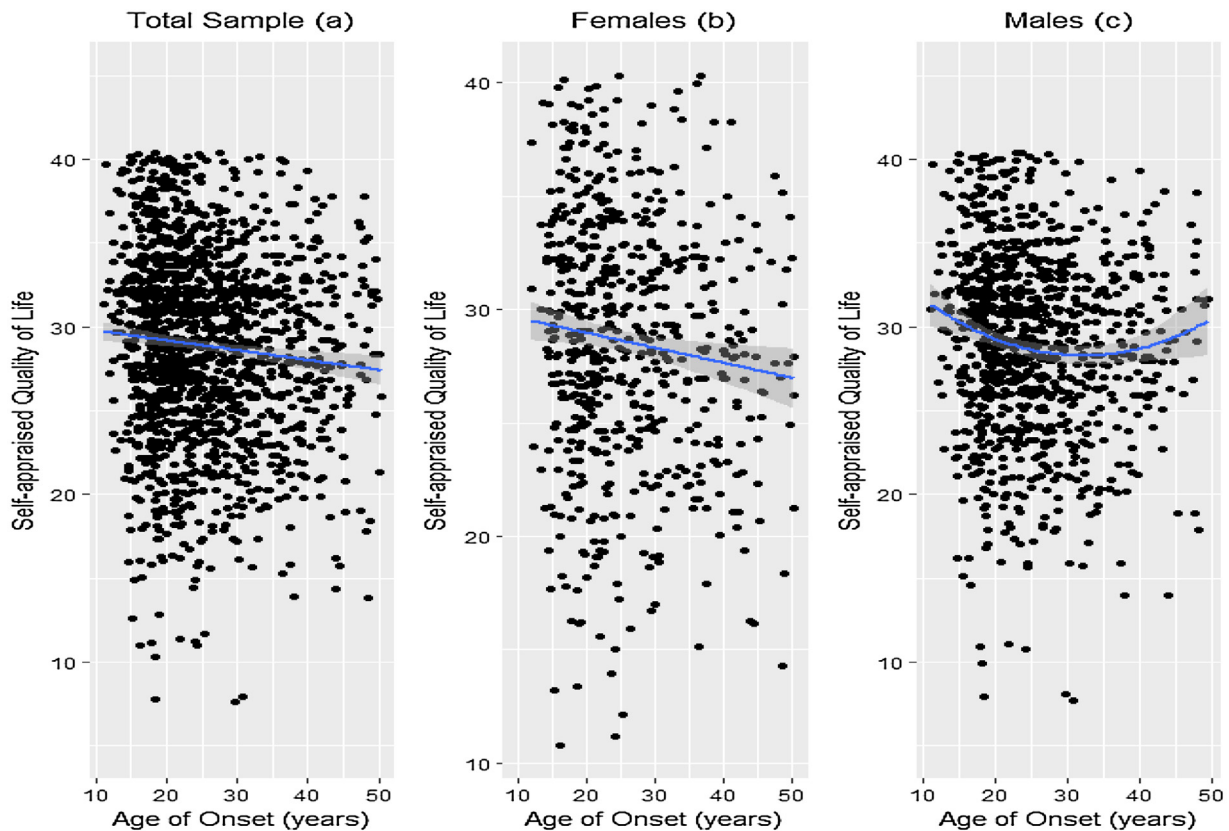 Total Sample (a)
Females (b)
Males (c)
Self-appraised Quality of Life
40
30
20
10
10 20 30 40 50
Age of Onset (years)
Self-appraised Quality of Life
40
30
20
10
10 20 30 40 50
Age of Onset (years)
Self-appraised Quality of Life
40
30
20
10
10 20 30 40 50
Age of Onset (years)